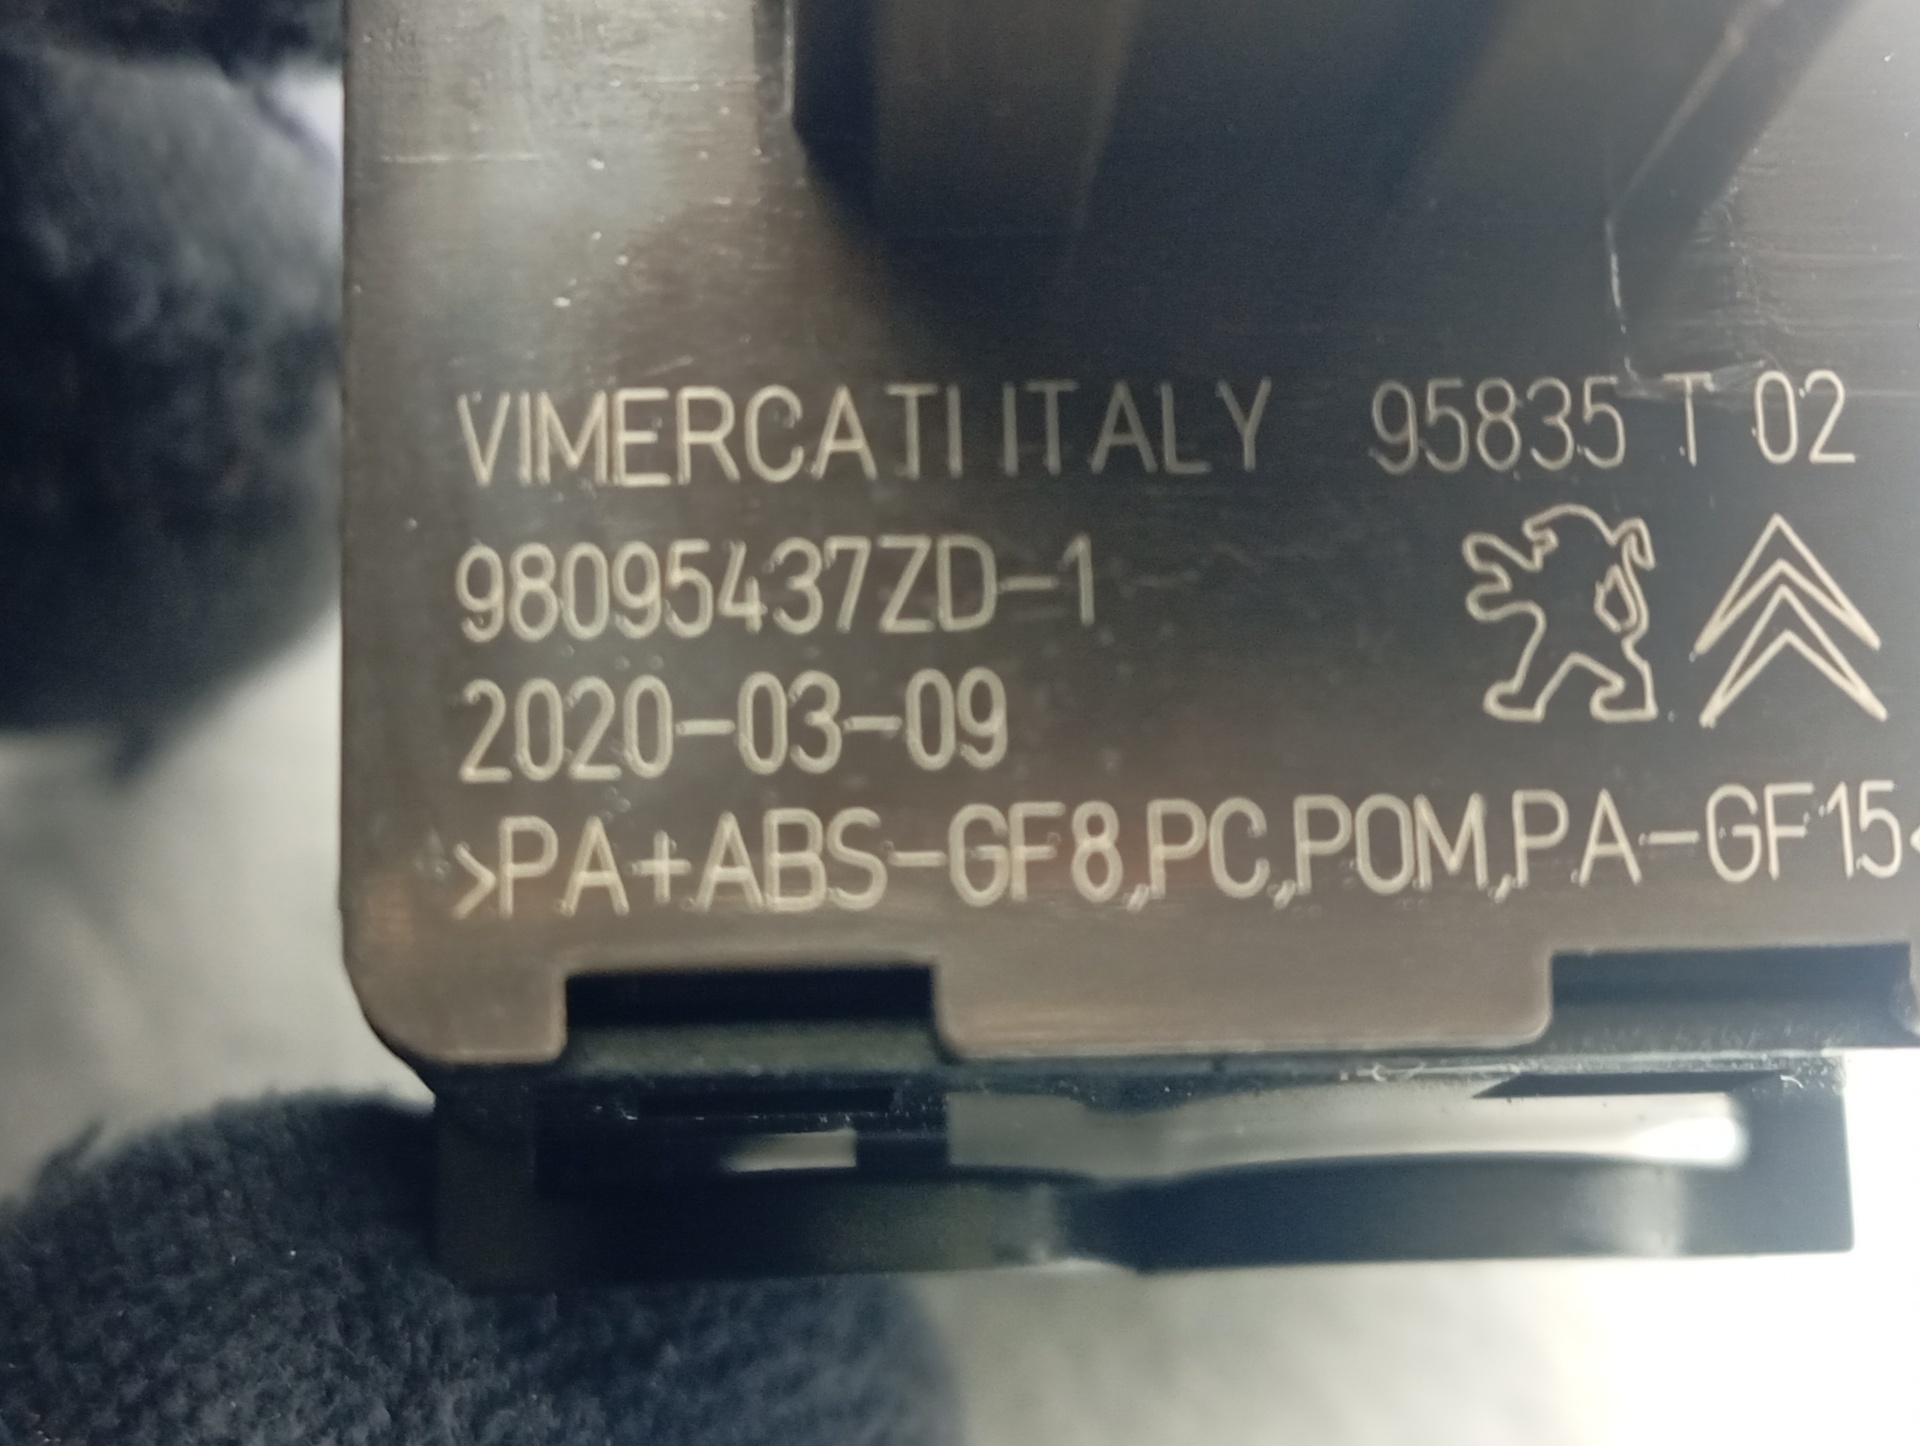 VIMERCATI ITALY 95835 T 02
98095437ZD-1
2020-03-09
>PA+ABS-GF8,PC,POM,PA-GF15<